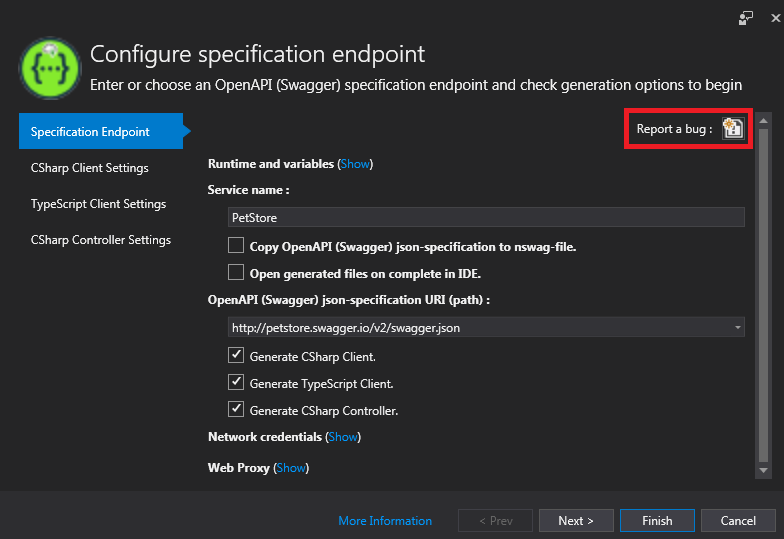 Configure specification endpoint
Enter or choose an OpenAPI (Swagger) specification endpoint and check generation options to begin
Specification Endpoint
CSharp Client Settings
TypeScript Client Settings
CSharp Controller Settings
Report a bug :
Runtime and variables (Show)
Service name :
PetStore
Copy OpenAPI (Swagger) json-specification to nswag-file.
Open generated files on complete in IDE.
OpenAPI (Swagger) json-specification URI (path) :
http://petstore.swagger.io/v2/swagger.json
Generate CSharp Client.
Generate TypeScript Client.
Generate CSharp Controller.
Network credentials (Show)
Web Proxy (Show)
More Information
< Prev
Next >
Finish
Cancel